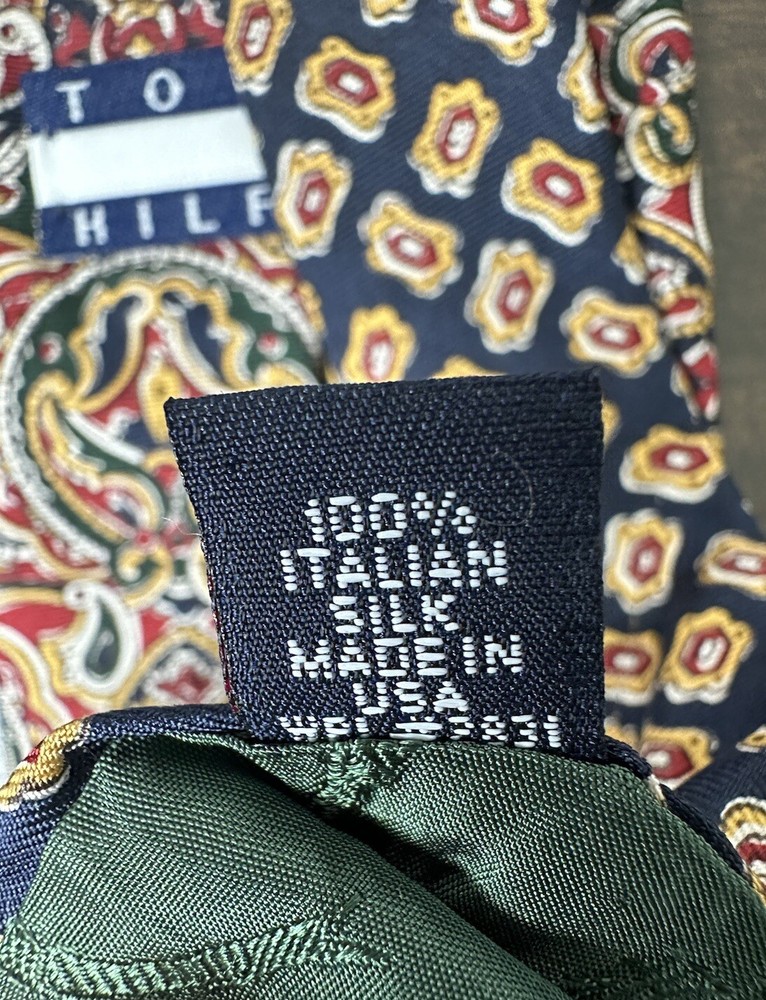 TO
HILF
100%
ITALIAN
SILK
MADE IN
USA